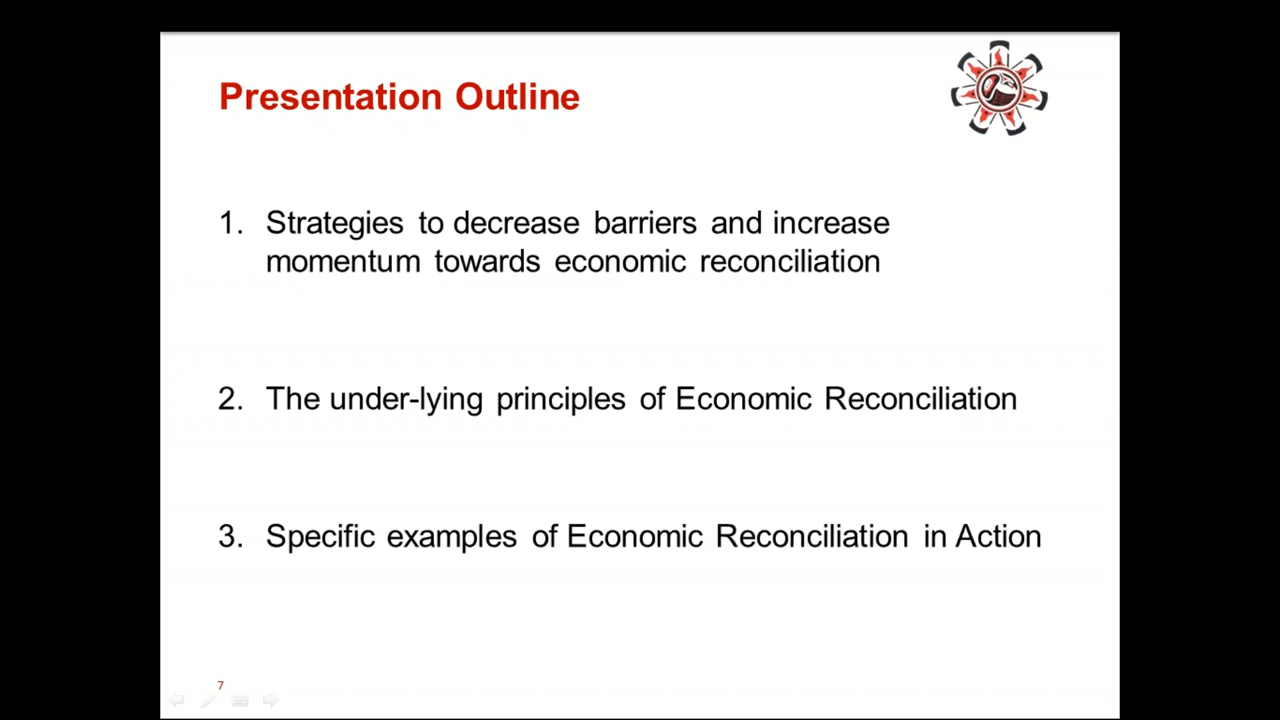 Presentation Outline
1. Strategies to decrease barriers and increase
momentum towards economic reconciliation
2. The under-lying principles of Economic Reconciliation
3. Specific examples of Economic Reconciliation in Action
7